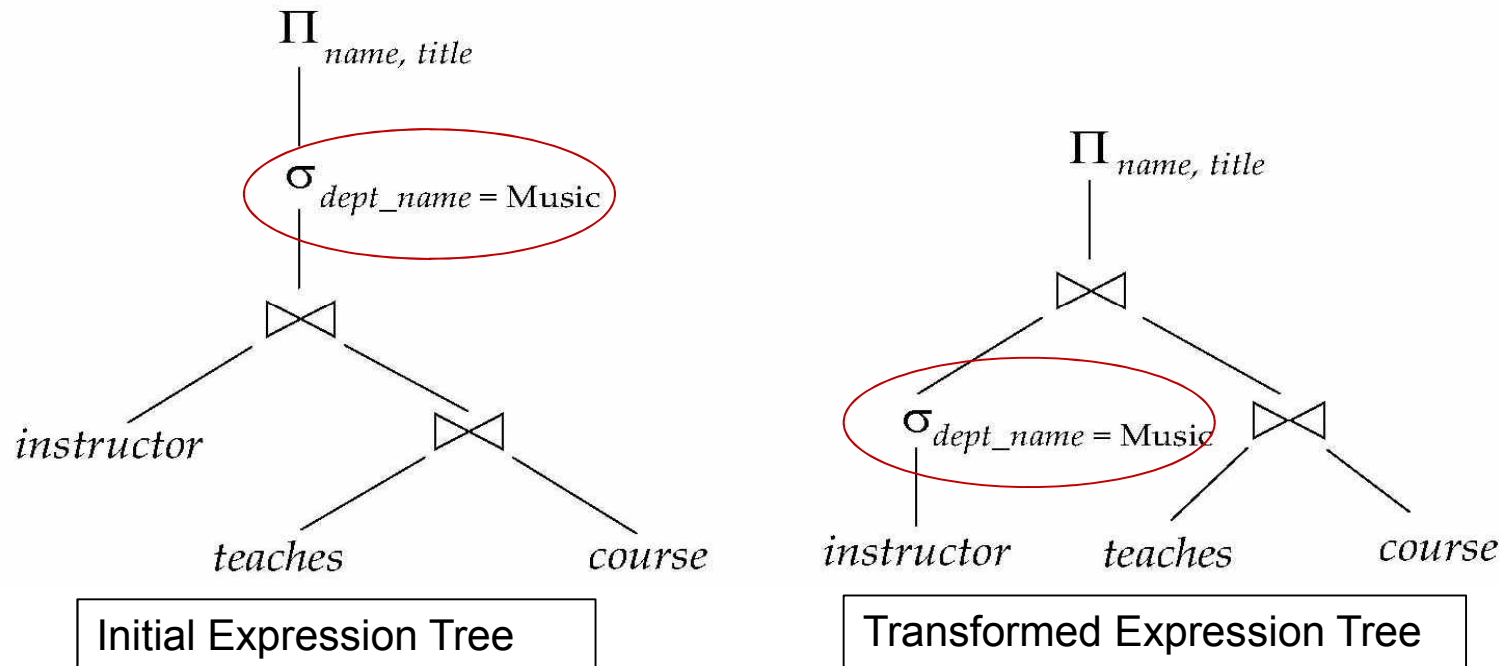 Π name, title
σ dept_name = Music
instructor
teaches
course
Initial Expression Tree
Π name, title
σ dept_name = Music
instructor
teaches
course
Transformed Expression Tree